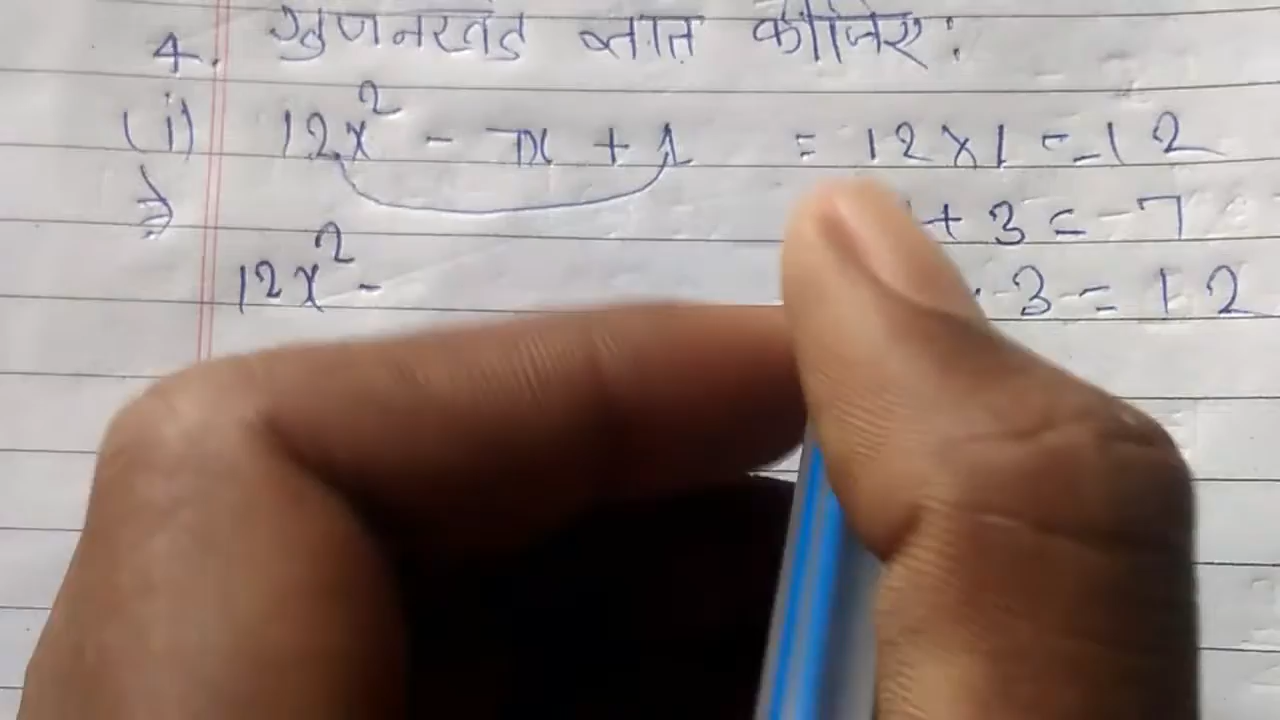 4. गुणनखंड ज्ञात कीजिए :
(i) 12x² - 7x + 1 = 12×1 = 12
⇒
+ 3 = -7
12x² -
3 = 12